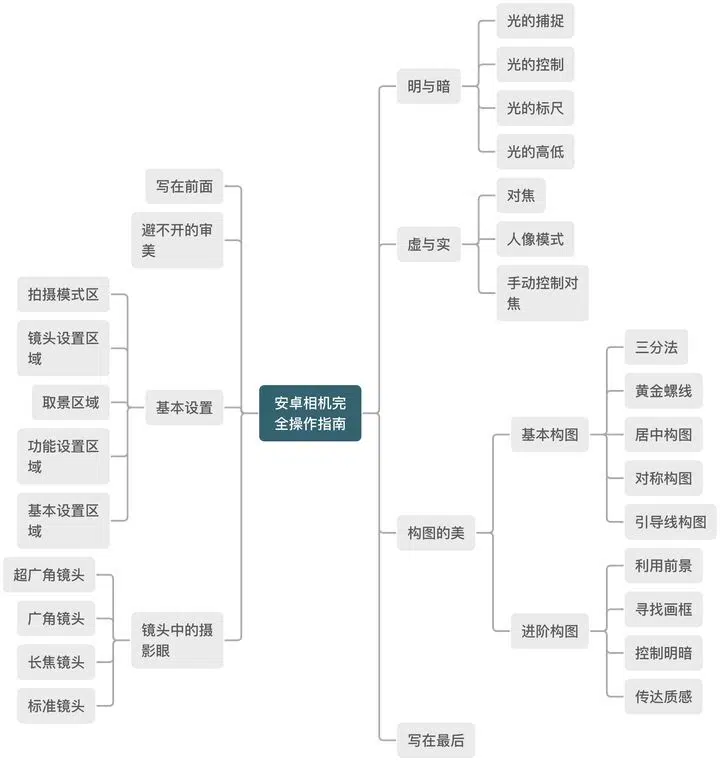 安卓相机完
全操作指南
写在前面
避不开的审
美
基本设置
拍摄模式区
镜头设置区
域
取景区域
功能设置区
域
基本设置区
域
镜头中的摄
影眼
超广角镜头
广角镜头
长焦镜头
标准镜头
明与暗
光的捕捉
光的控制
光的标尺
光的高低
虚与实
对焦
人像模式
手动控制对
焦
构图的美
基本构图
三分法
黄金螺线
居中构图
对称构图
引导线构图
进阶构图
利用前景
寻找画框
控制明暗
传达质感
写在最后